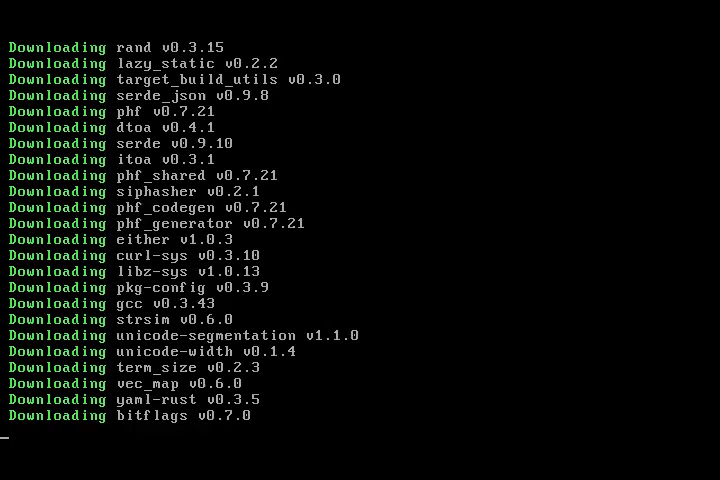 Downloading rand v0.3.15
Downloading lazy_static v0.2.2
Downloading target_build_utils v0.3.0
Downloading serde_json v0.9.8
Downloading phf v0.7.21
Downloading dtoa v0.4.1
Downloading serde v0.9.10
Downloading itoa v0.3.1
Downloading phf_shared v0.7.21
Downloading siphasher v0.2.1
Downloading phf_codegen v0.7.21
Downloading phf_generator v0.7.21
Downloading either v1.0.3
Downloading curl-sys v0.3.10
Downloading libz-sys v1.0.13
Downloading pkg-config v0.3.9
Downloading gcc v0.3.43
Downloading strsim v0.6.0
Downloading unicode-segmentation v1.1.0
Downloading unicode-width v0.1.4
Downloading term_size v0.2.3
Downloading vec_map v0.6.0
Downloading yaml-rust v0.3.5
Downloading bitflags v0.7.0